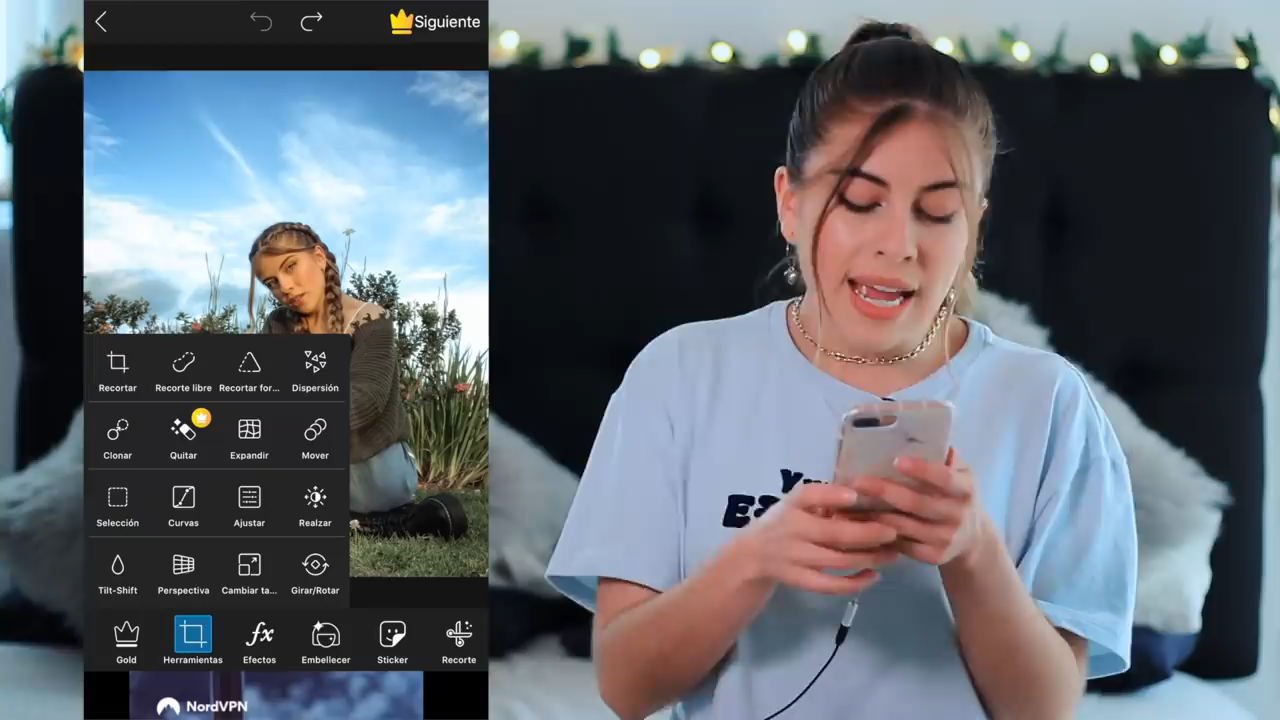 Siguiente
Recortar
Recorte libre
Recortar for...
Dispersión
Clonar
Quitar
Expandir
Mover
Selección
Curvas
Ajustar
Realzar
Tilt-Shift
Perspectiva
Cambiar ta...
Girar/Rotar
Gold
Herramientas
fx
Efectos
Embellecer
Sticker
Recorte
NordVPN